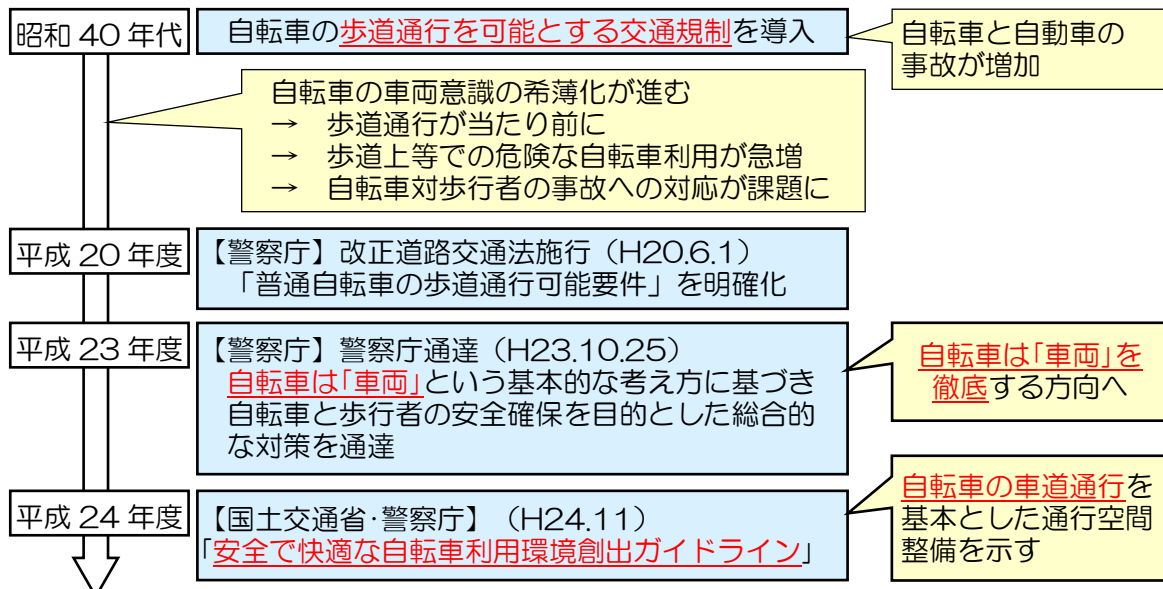 昭和 40 年代
自転車の歩道通行を可能とする交通規制を導入
自転車と自動車の
事故が増加
自転車の車両意識の希薄化が進む
→ 歩道通行が当たり前に
→ 歩道上等での危険な自転車利用が急増
→ 自転車対歩行者の事故への対応が課題に
平成 20 年度
【警察庁】改正道路交通法施行(H20.6.1)
「普通自転車の歩道通行可能要件」を明確化
平成 23 年度
【警察庁】警察庁通達(H23.10.25)
自転車は「車両」という基本的な考え方に基づき
自転車と歩行者の安全確保を目的とした総合的
な対策を通達
自転車は「車両」を
徹底する方向へ
平成 24 年度
【国土交通省・警察庁】(H24.11)
「安全で快適な自転車利用環境創出ガイドライン」
自転車の車道通行を
基本とした通行空間
整備を示す